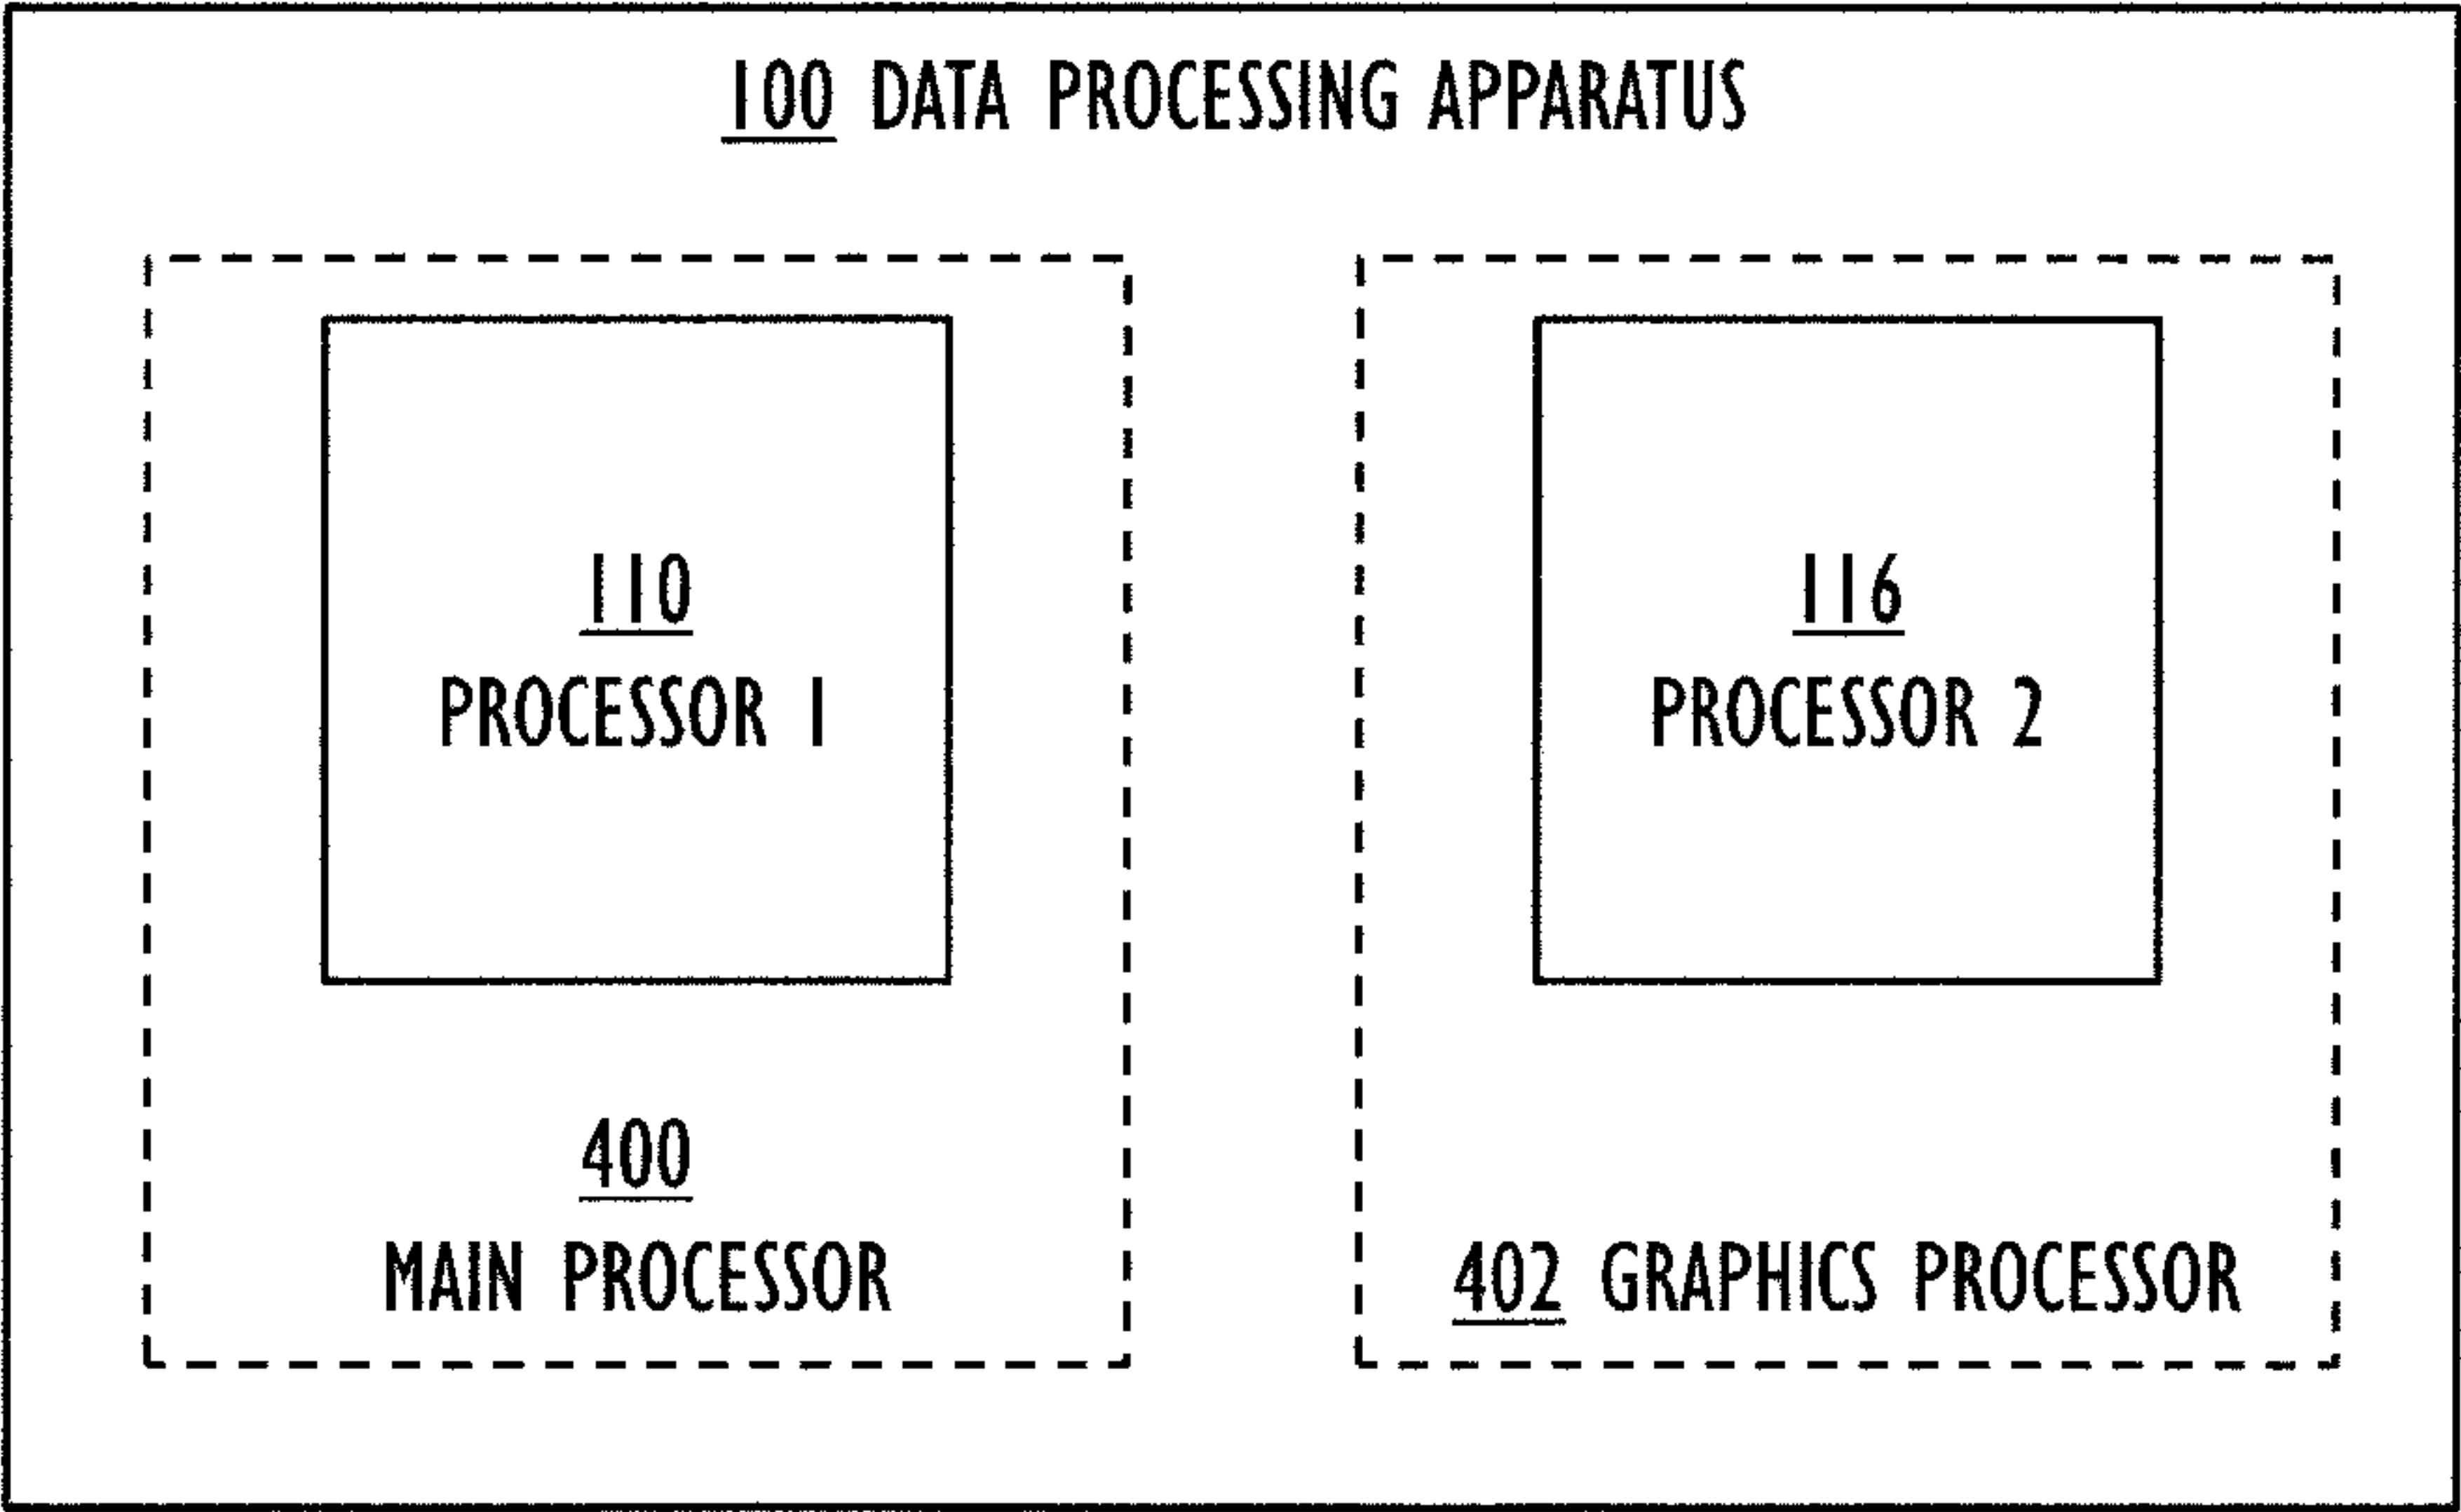 100 DATA PROCESSING APPARATUS
110
PROCESSOR 1
400
MAIN PROCESSOR
116
PROCESSOR 2
402 GRAPHICS PROCESSOR